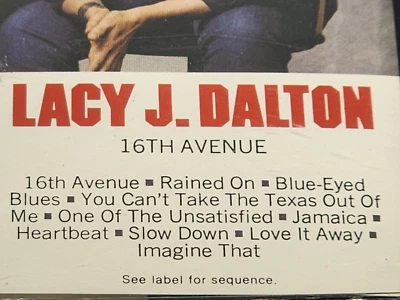 LACY J. DALTON
16TH AVENUE
16th Avenue ▪ Rained On ▪ Blue-Eyed
Blues ▪ You Can't Take The Texas Out Of
Me ▪ One Of The Unsatisfied ▪ Jamaica ▪
Heartbeat ▪ Slow Down ▪ Love It Away ▪
Imagine That
See label for sequence.